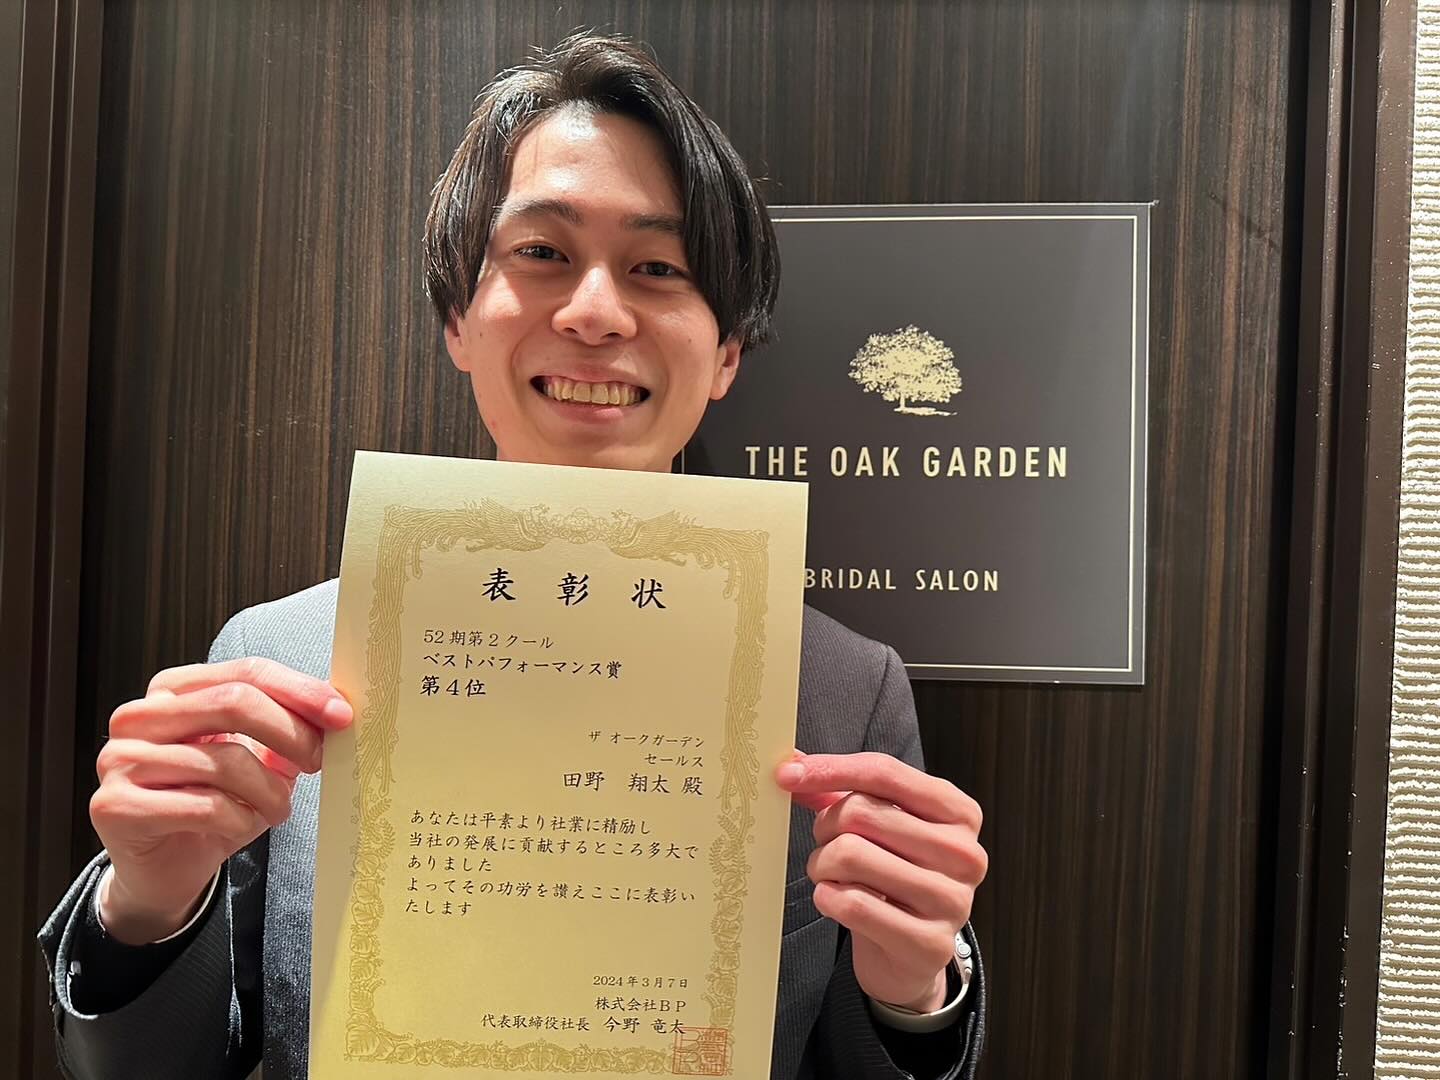 THE OAK GARDEN
BRIDAL SALON
表彰状
52期第2クール
ベストパフォーマンス賞
第4位
ザ オークガーデン
セールス
田野 翔太 殿
あなたは平素より社業に精励し
当社の発展に貢献するところ多大で
ありました
よってその功労を讃えここに表彰い
たします
2024年3月7日
株式会社BP
代表取締役社長 今野 竜太